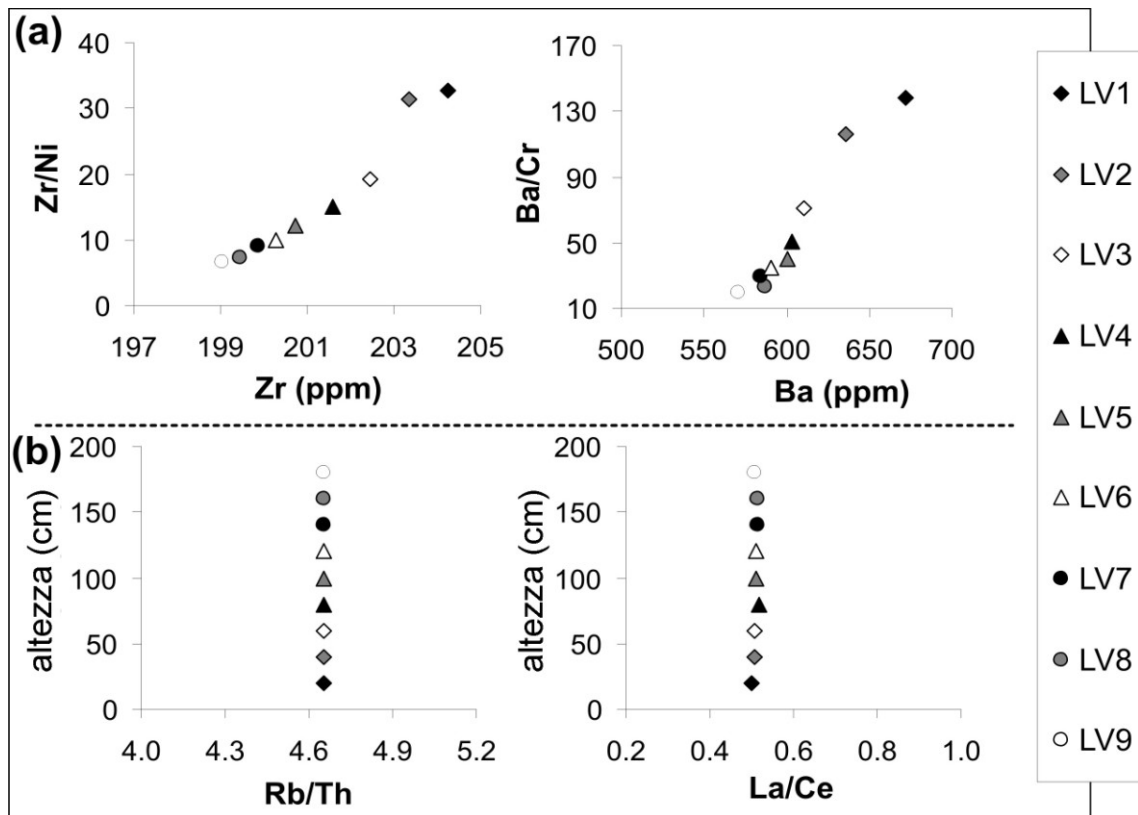 (a)
Zr/Ni
40
30
20
10
0
197 199 201 203 205
Zr (ppm)
Ba/Cr
170
130
90
50
10
500 550 600 650 700
Ba (ppm)
(b)
altezza (cm)
200
150
100
50
0
4.0 4.3 4.6 4.9 5.2
Rb/Th
altezza (cm)
200
150
100
50
0
0.2 0.4 0.6 0.8 1.0
La/Ce
LV1
LV2
LV3
LV4
LV5
LV6
LV7
LV8
LV9